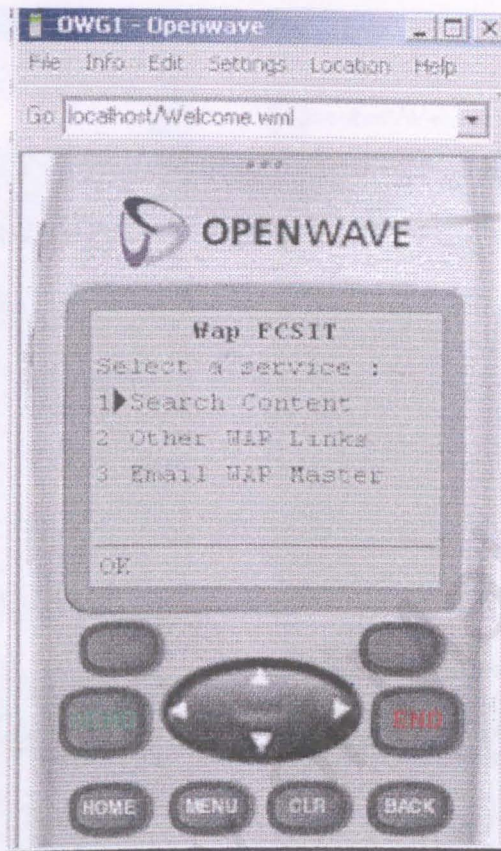 OWG1 - Openwave
File Info Edit Settings Location Help
Go localhost/Welcome.wml
OPENWAVE
Wap FCSIT
Select a service :
1 Search Content
2 Other WAP Links
3 Email WAP Master
OK
SEND END
HOME MENU CLR BACK